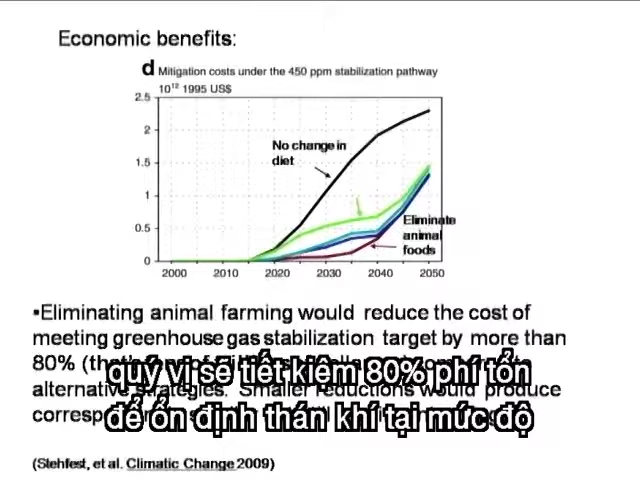 Economic benefits:
d Mitigation costs under the 450 ppm stabilization pathway
10¹² 1995 US$
2.5
2
No change in
diet
1.5
1
0.5
Eliminate
animal
foods
0
2000 2010 2020 2030 2040 2050
▪Eliminating animal farming would reduce the cost of
meeting greenhouse gas stabilization target by more than
80% (that's
quý vị sẽ tiết kiệm 80% phí tổn
alternative strategies. Smaller reductions would produce
để ổn định thán khí tại mức độ
(Stehfest, et al. Climatic Change 2009)